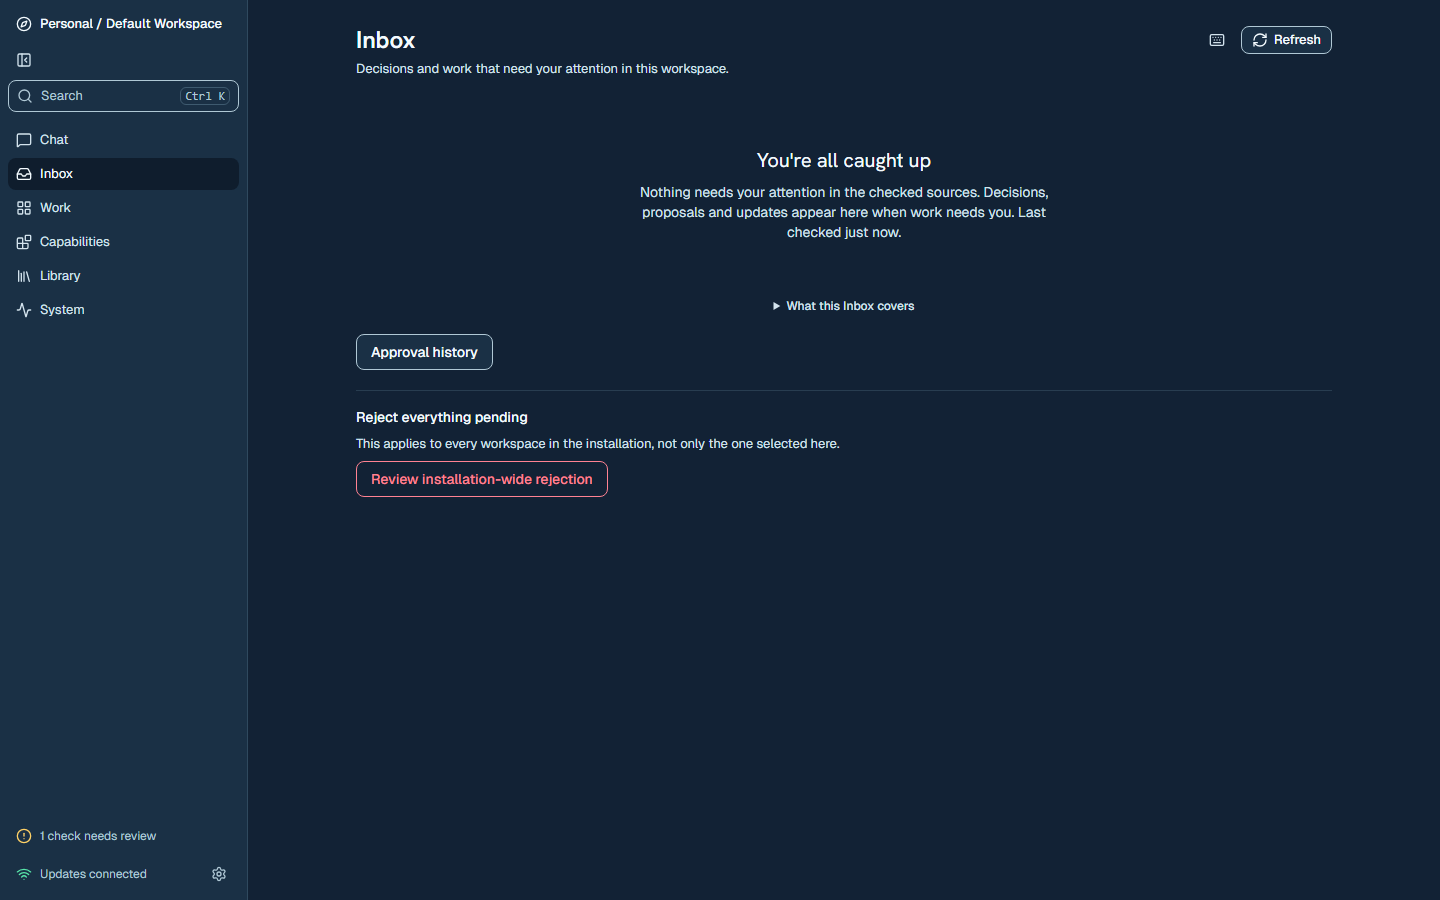 Personal / Default Workspace
Search
Ctrl K
Chat
Inbox
Work
Capabilities
Library
System
1 check needs review
Updates connected
Inbox
Refresh
Decisions and work that need your attention in this workspace.
You're all caught up
Nothing needs your attention in the checked sources. Decisions,
proposals and updates appear here when work needs you. Last
checked just now.
What this Inbox covers
Approval history
Reject everything pending
This applies to every workspace in the installation, not only the one selected here.
Review installation-wide rejection